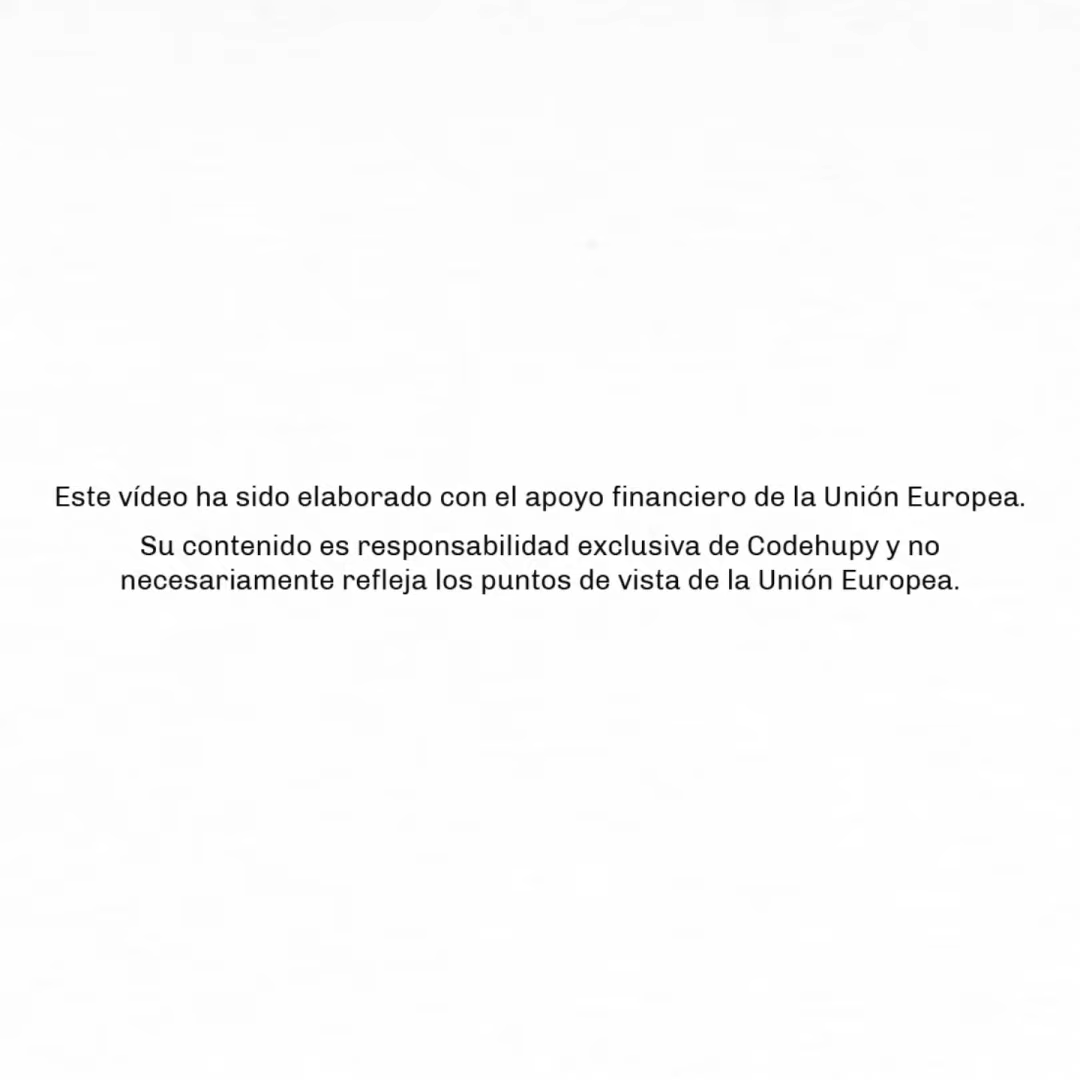 Este vídeo ha sido elaborado con el apoyo financiero de la Unión Europea.
Su contenido es responsabilidad exclusiva de Codehupy y no
necesariamente refleja los puntos de vista de la Unión Europea.